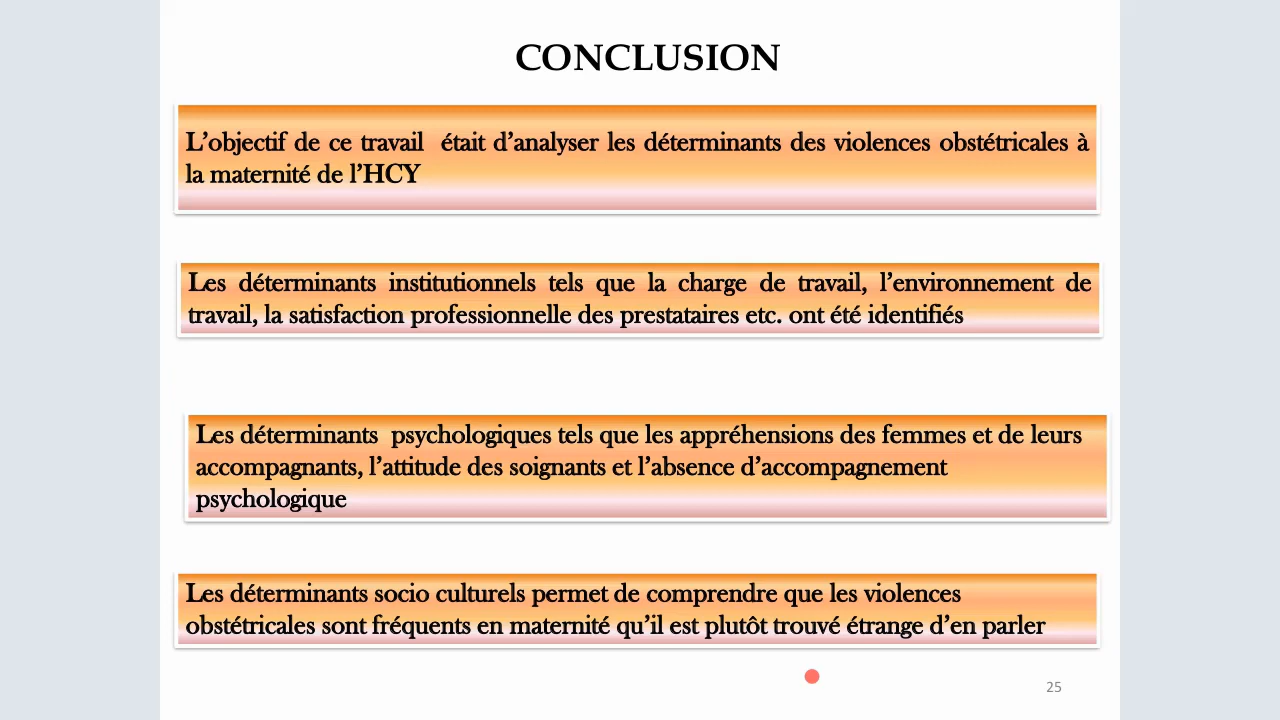 CONCLUSION
L’objectif de ce travail était d’analyser les déterminants des violences obstétricales à
la maternité de l’HCY
Les déterminants institutionnels tels que la charge de travail, l’environnement de
travail, la satisfaction professionnelle des prestataires etc. ont été identifiés
Les déterminants psychologiques tels que les appréhensions des femmes et de leurs
accompagnants, l’attitude des soignants et l’absence d’accompagnement
psychologique
Les déterminants socio culturels permet de comprendre que les violences
obstétricales sont fréquents en maternité qu’il est plutôt trouvé étrange d’en parler
25